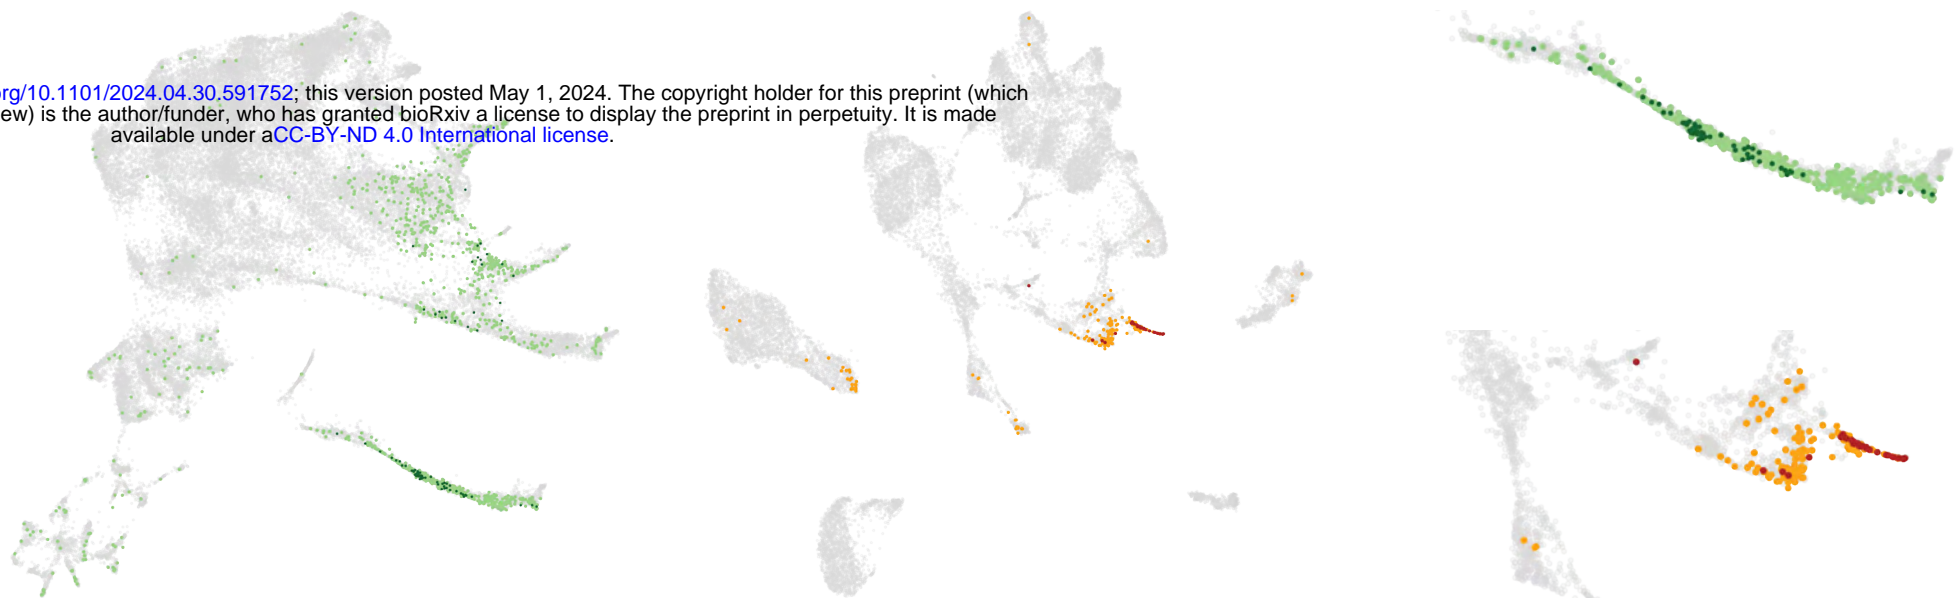 rg/10.1101/2024.04.30.591752; this version posted May 1, 2024. The copyright holder for this preprint (which
ew) is the author/funder, who has granted bioRxiv a license to display the preprint in perpetuity. It is made
available under aCC-BY-ND 4.0 International license.